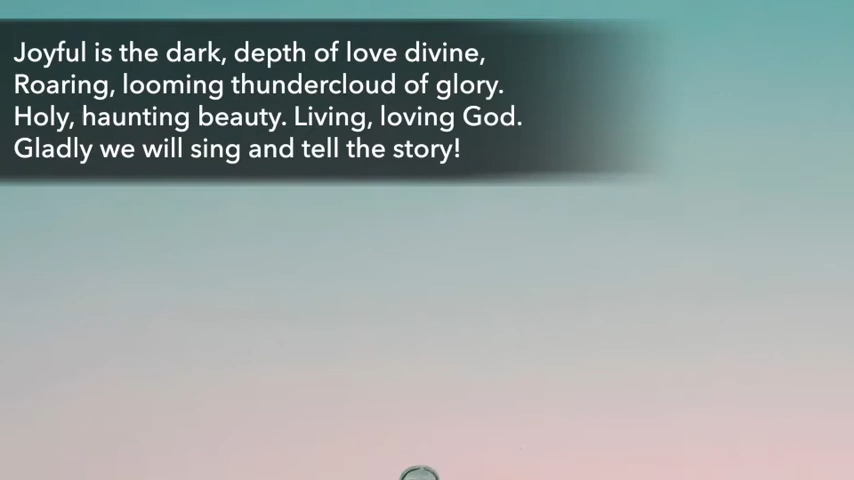 Joyful is the dark, depth of love divine,
Roaring, looming thundercloud of glory.
Holy, haunting beauty. Living, loving God.
Gladly we will sing and tell the story!